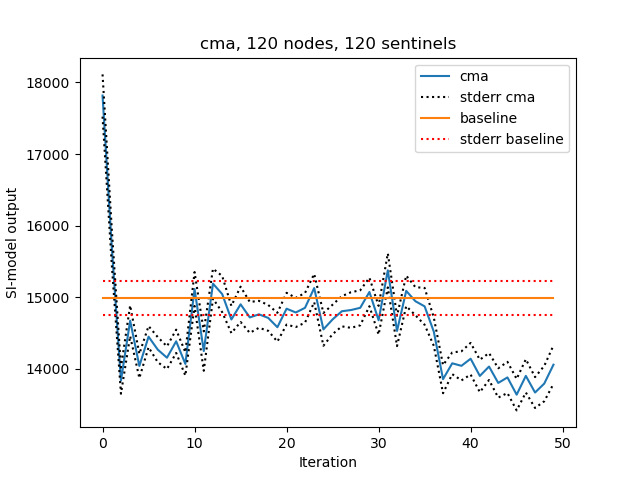 cma, 120 nodes, 120 sentinels
cma
stderr cma
baseline
stderr baseline
SI-model output
18000
17000
16000
15000
14000
0 10 20 30 40 50
Iteration